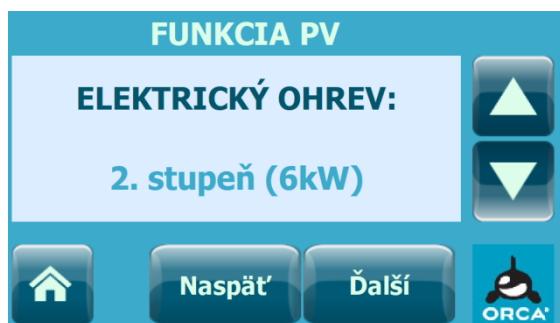 FUNKCIA PV
ELEKTRICKÝ OHREV:
2. stupeň (6kW)
Naspäť
Ďalší
ORCA